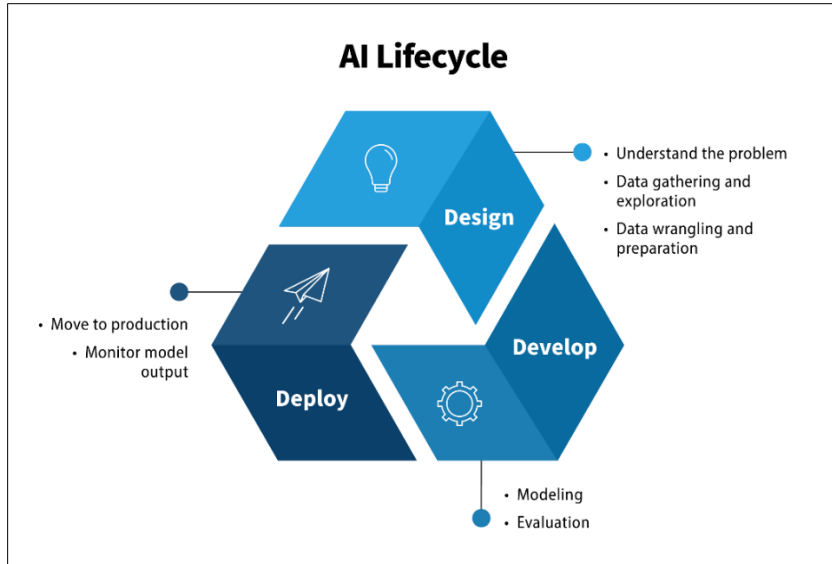 AI Lifecycle
Design
• Understand the problem
• Data gathering and
exploration
• Data wrangling and
preparation
Develop
• Modeling
• Evaluation
Deploy
• Move to production
• Monitor model
output